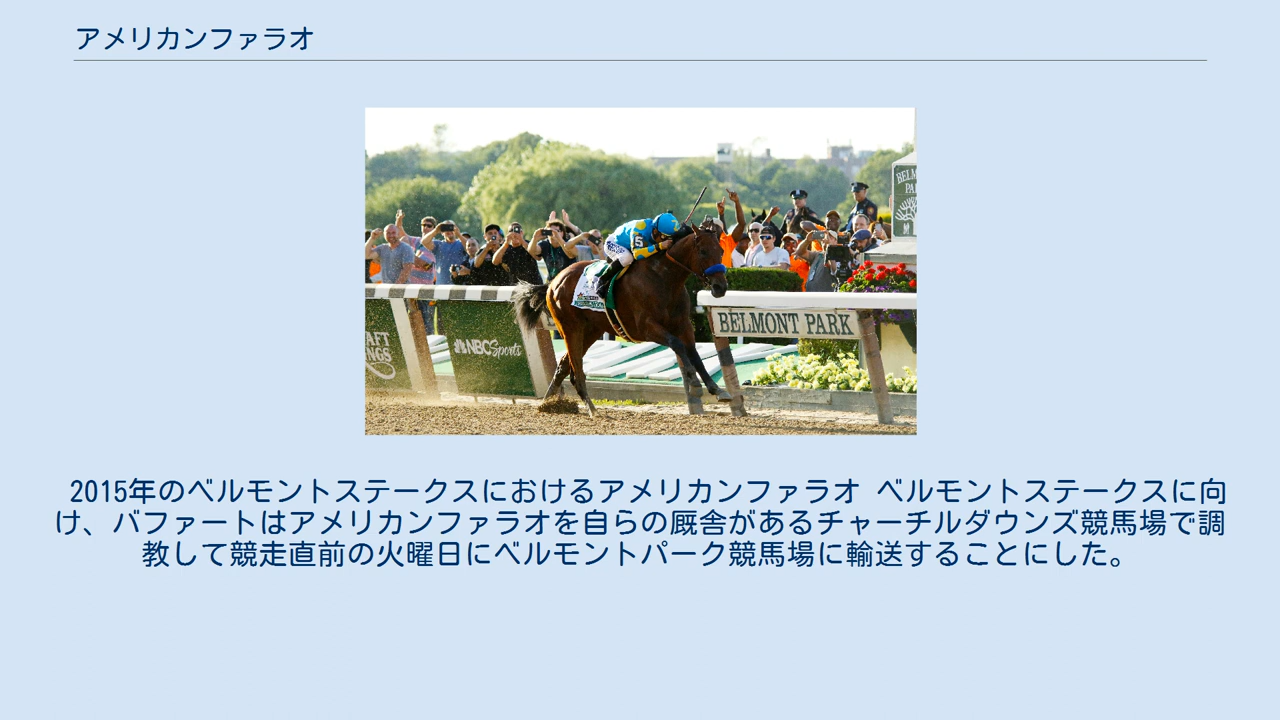 アメリカンファラオ
BELM
PA
5
BELMONT PARK
AFT
NGS
NBC Sports
2015年のベルモントステークスにおけるアメリカンファラオ ベルモントステークスに向
け、バファートはアメリカンファラオを自らの厩舎があるチャーチルダウンズ競馬場で調
教して競走直前の火曜日にベルモントパーク競馬場に輸送することにした。